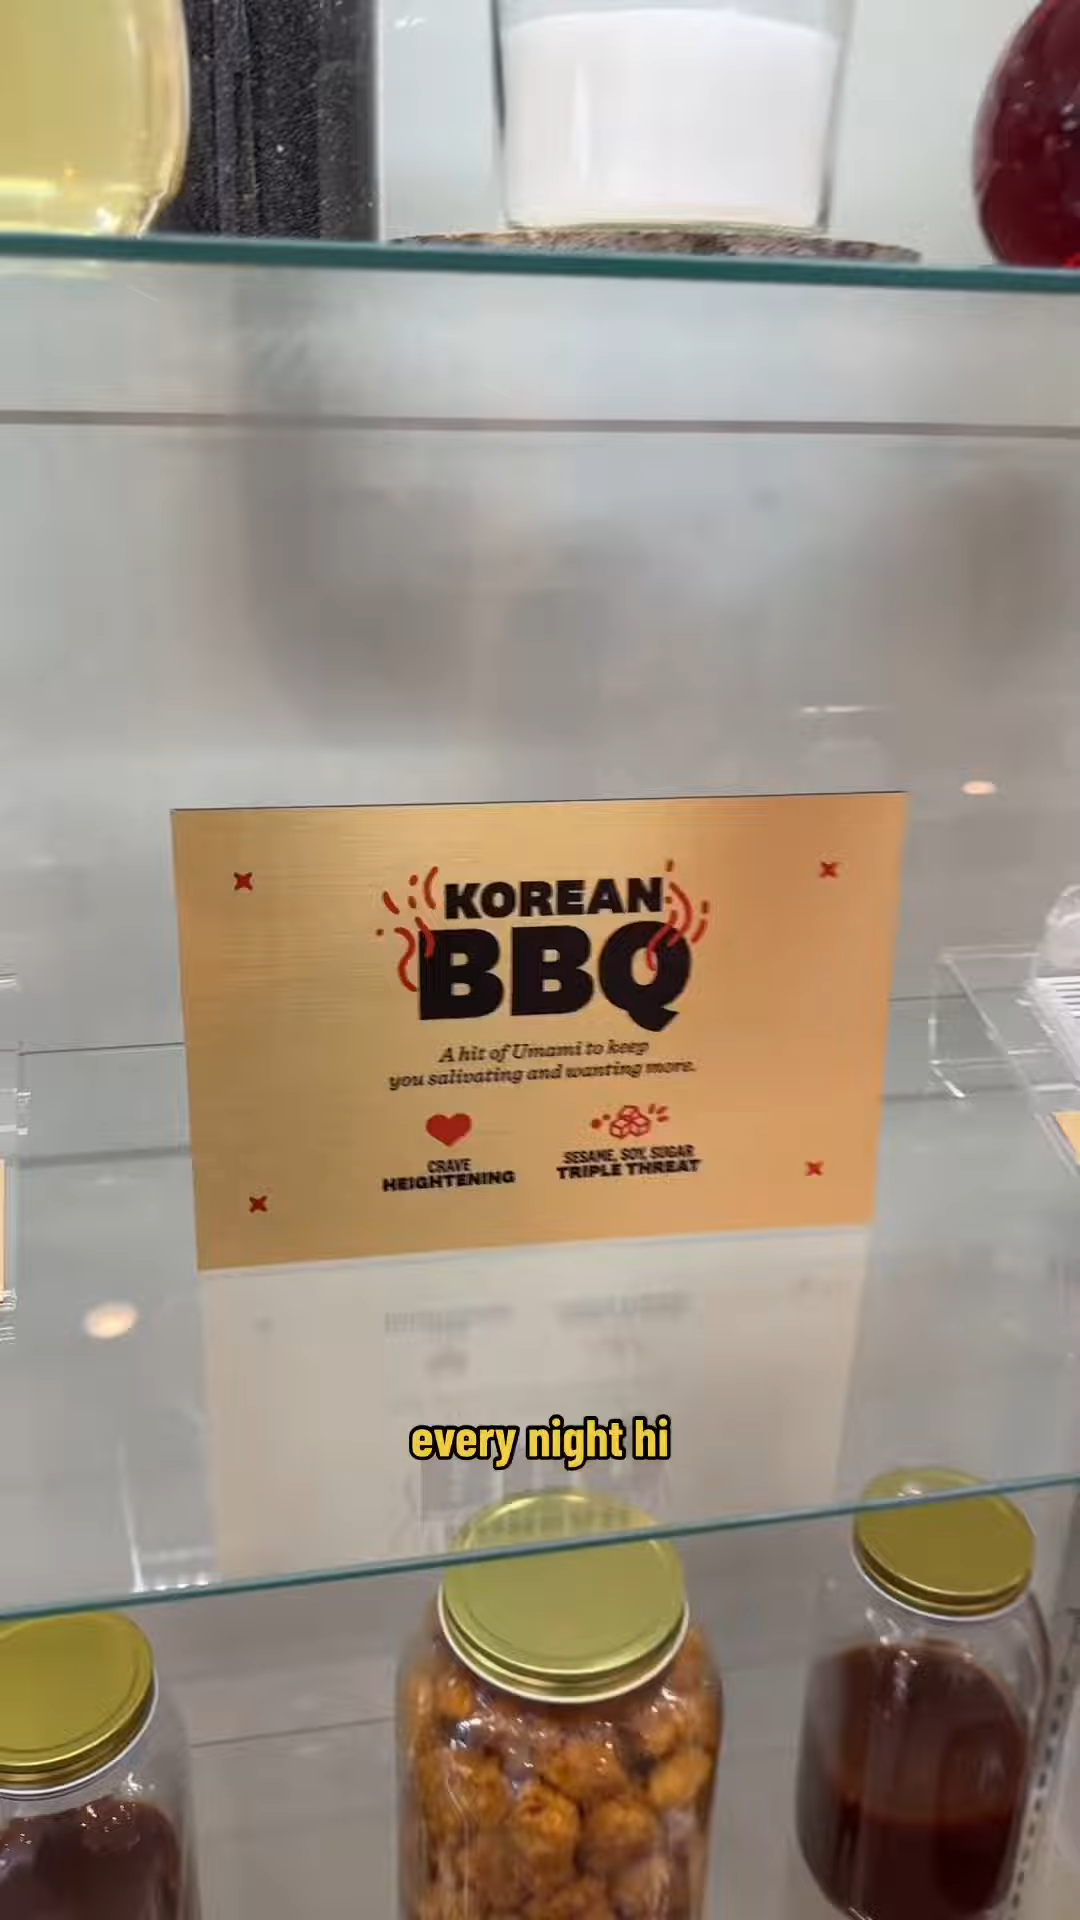 KOREAN
BBQ
A hit of Umami to keep
you salivating and wanting more.
CRAVE
HEIGHTENING
SESAME, SOY, SUGAR
TRIPLE THREAT
every night hi